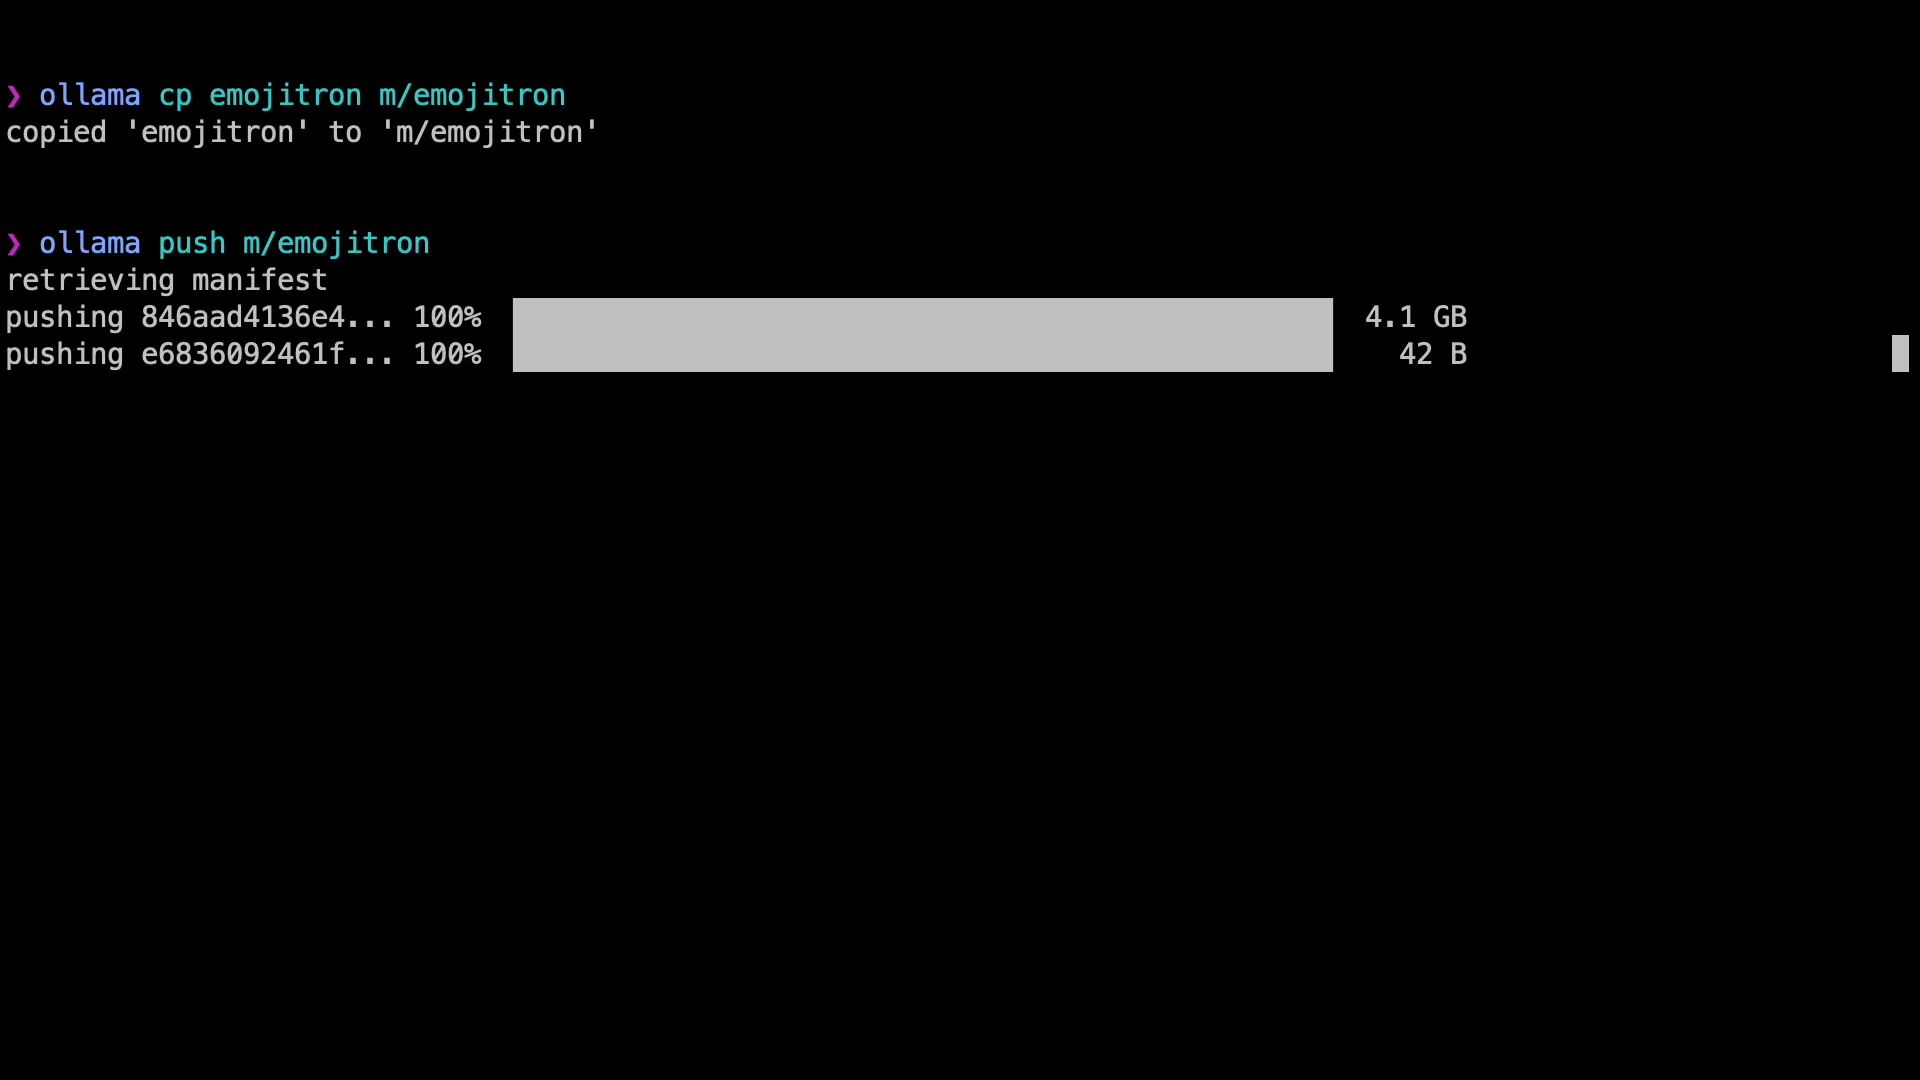 ❯ ollama cp emojitron m/emojitron
copied 'emojitron' to 'm/emojitron'
❯ ollama push m/emojitron
retrieving manifest
pushing 846aad4136e4... 100% 4.1 GB
pushing e6836092461f... 100% 42 B